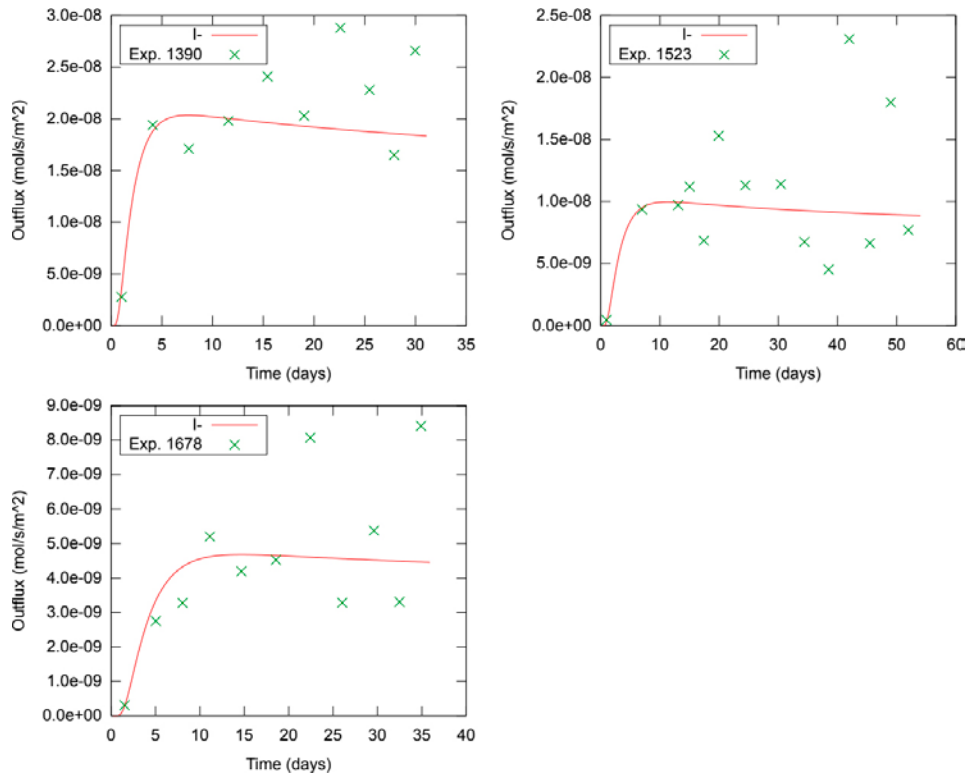 3.0e-08
2.5e-08
2.0e-08
1.5e-08
1.0e-08
5.0e-09
0.0e+00
Outflux (mol/s/m^2)
I-
Exp. 1390
0 5 10 15 20 25 30 35
Time (days)
2.5e-08
2.0e-08
1.5e-08
1.0e-08
5.0e-09
0.0e+00
Outflux (mol/s/m^2)
I-
Exp. 1523
0 10 20 30 40 50 60
Time (days)
9.0e-09
8.0e-09
7.0e-09
6.0e-09
5.0e-09
4.0e-09
3.0e-09
2.0e-09
1.0e-09
0.0e+00
Outflux (mol/s/m^2)
I-
Exp. 1678
0 5 10 15 20 25 30 35 40
Time (days)